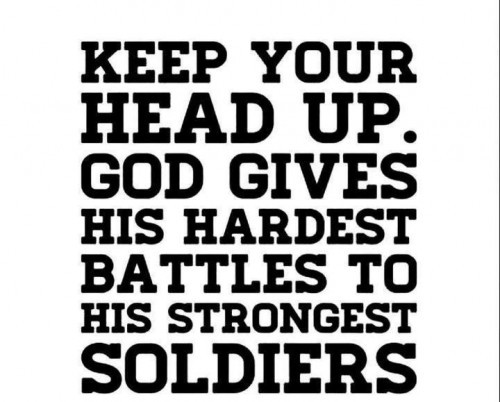 KEEP YOUR
HEAD UP.
GOD GIVES
HIS HARDEST
BATTLES TO
HIS STRONGEST
SOLDIERS